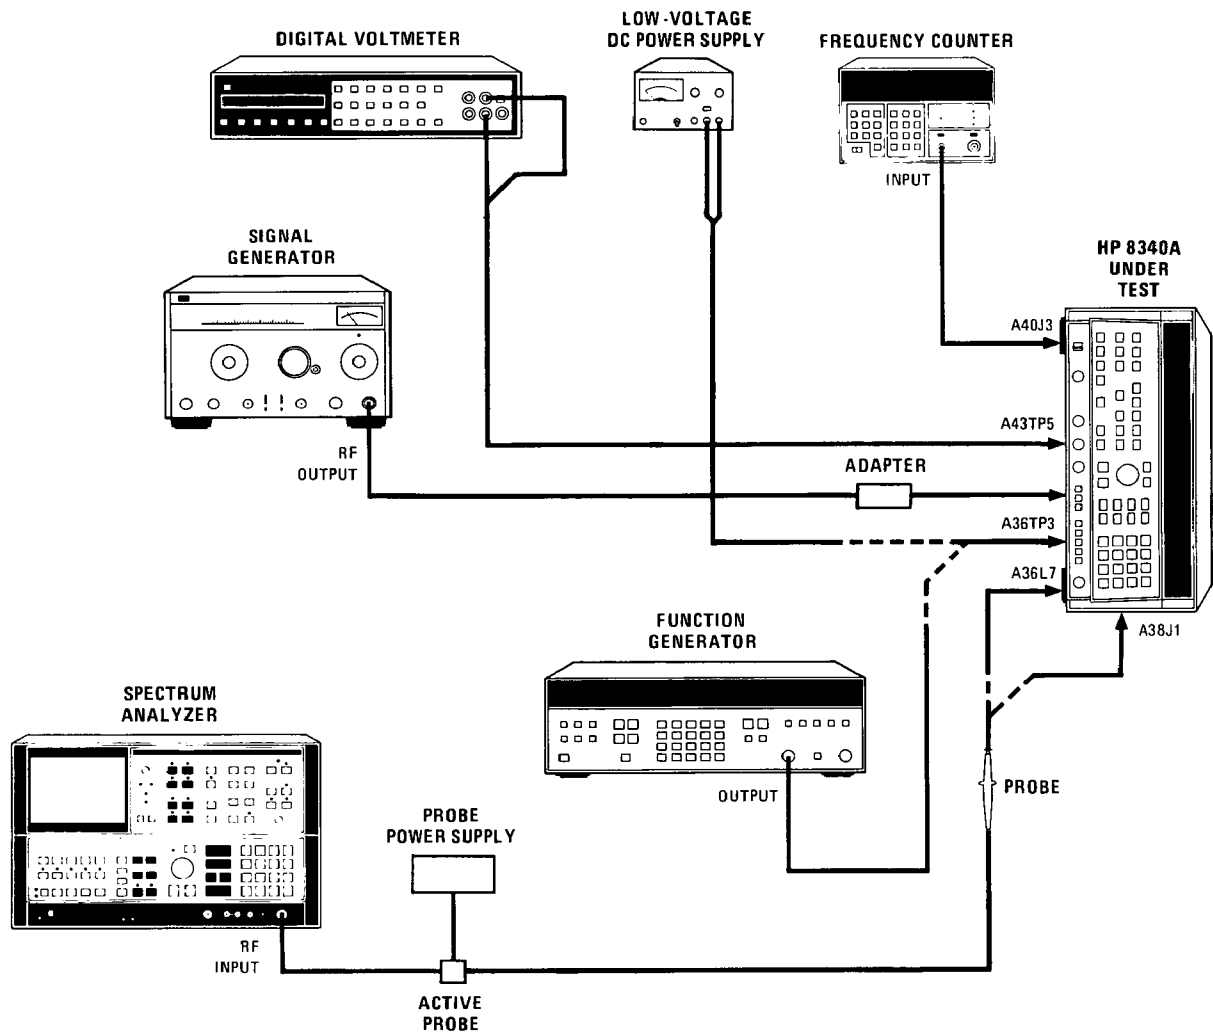 DIGITAL VOLTMETER
LOW-VOLTAGE
DC POWER SUPPLY
FREQUENCY COUNTER
INPUT
SIGNAL
GENERATOR
HP 8340A
UNDER
TEST
A40J3
A43TP5
RF
OUTPUT
ADAPTER
A36TP3
A36L7
A38J1
FUNCTION
GENERATOR
SPECTRUM
ANALYZER
OUTPUT
PROBE
PROBE
POWER SUPPLY
RF
INPUT
ACTIVE
PROBE